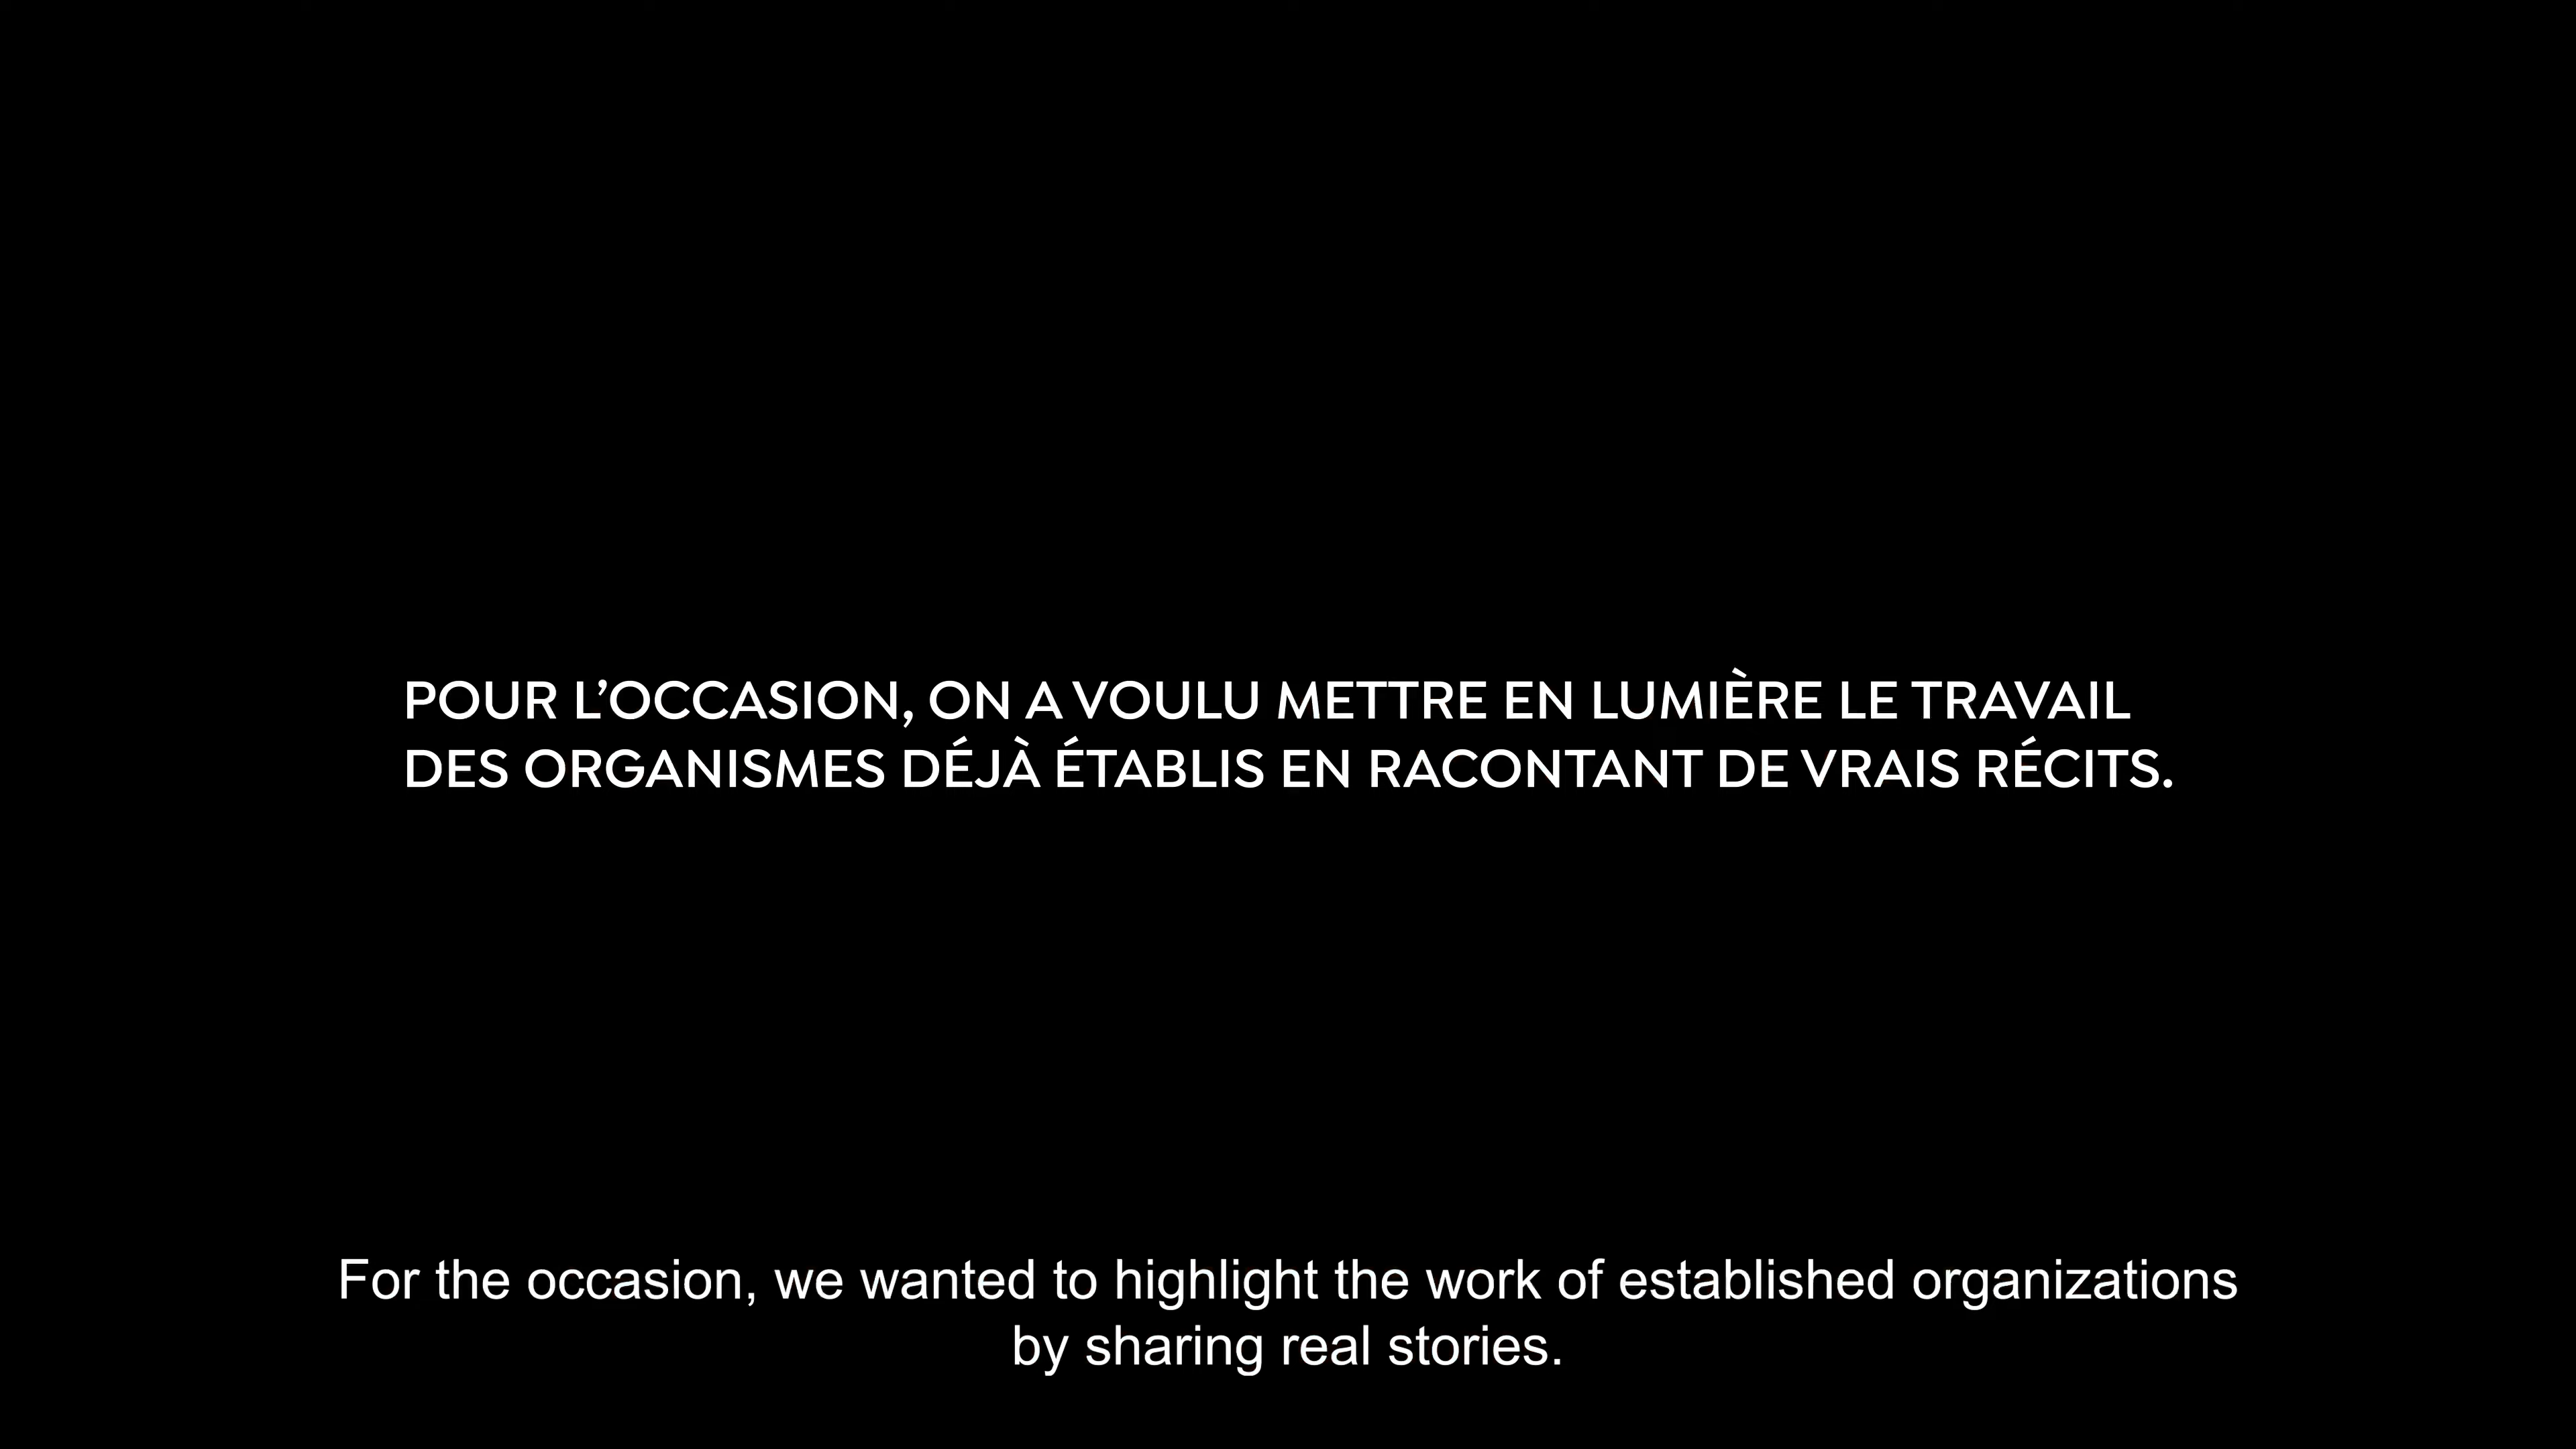 POUR L’OCCASION, ON A VOULU METTRE EN LUMIÈRE LE TRAVAIL
DES ORGANISMES DÉJÀ ÉTABLIS EN RACONTANT DE VRAIS RÉCITS.
For the occasion, we wanted to highlight the work of established organizations
by sharing real stories.